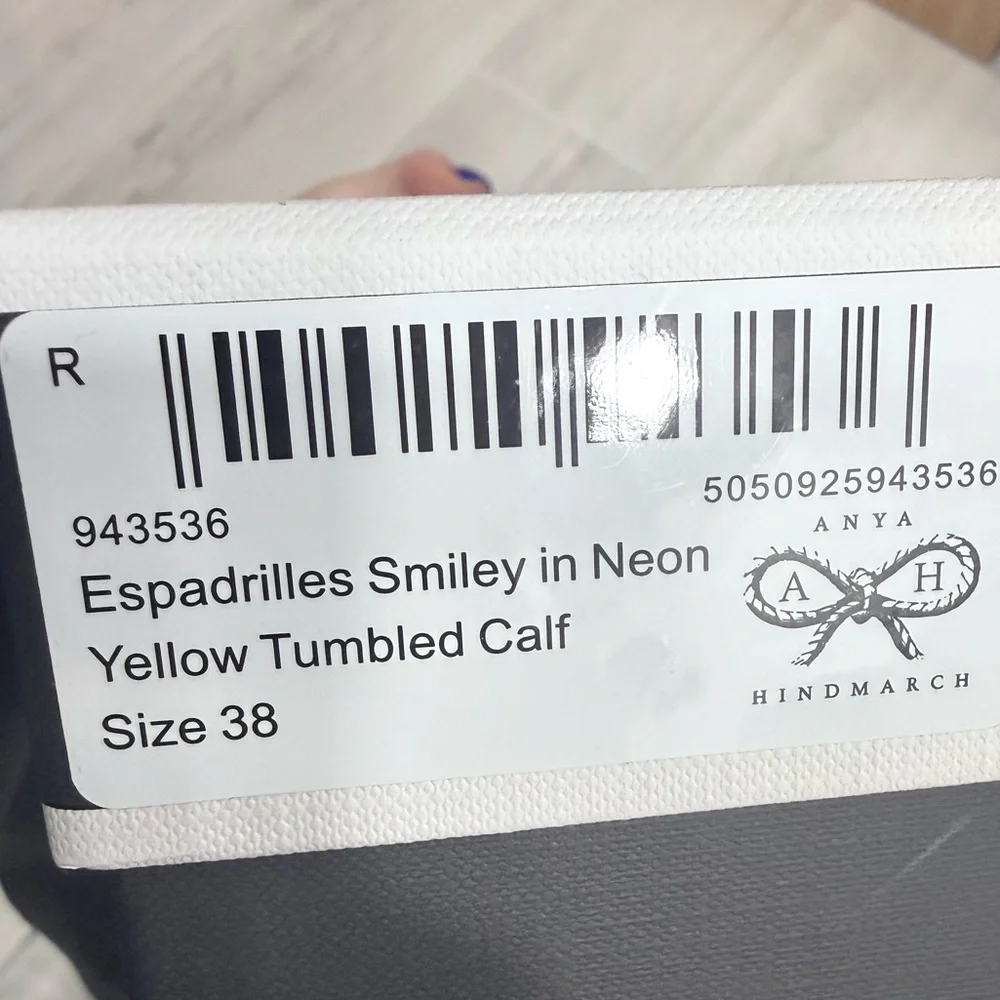 R
5050925943536
943536
Espadrilles Smiley in Neon
Yellow Tumbled Calf
Size 38
ANYA
A H
HINDMARCH